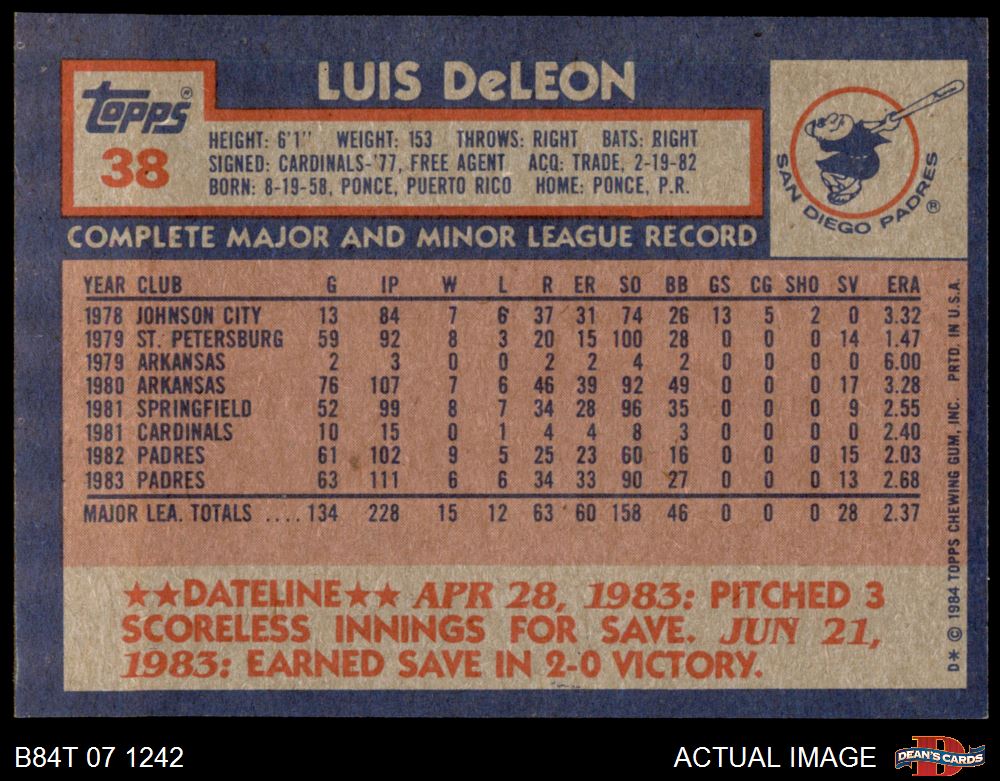 LUIS DeLEON
Topps®
38
HEIGHT: 6'1" WEIGHT: 153 THROWS: RIGHT BATS: RIGHT
SIGNED: CARDINALS-'77, FREE AGENT ACQ: TRADE, 2-19-82
BORN: 8-19-58, PONCE, PUERTO RICO HOME: PONCE, P.R.
SAN DIEGO PADRES®
COMPLETE MAJOR AND MINOR LEAGUE RECORD
YEAR CLUB G IP W L R ER SO BB GS CG SHO SV ERA
1978 JOHNSON CITY 13 84 7 6 37 31 74 26 13 5 2 0 3.32
1979 ST. PETERSBURG 59 92 8 3 20 15 100 28 0 0 0 14 1.47
1979 ARKANSAS 2 3 0 0 2 2 4 2 0 0 0 0 6.00
1980 ARKANSAS 76 107 7 6 46 39 92 49 0 0 0 17 3.28
1981 SPRINGFIELD 52 99 8 7 34 28 96 35 0 0 0 9 2.55
1981 CARDINALS 10 15 0 1 4 4 8 3 0 0 0 0 2.40
1982 PADRES 61 102 9 5 25 23 60 16 0 0 0 15 2.03
1983 PADRES 63 111 6 6 34 33 90 27 0 0 0 13 2.68
MAJOR LEA. TOTALS ....134 228 15 12 63 60 158 46 0 0 0 28 2.37
★★DATELINE★★ APR 28, 1983: PITCHED 3
SCORELESS INNINGS FOR SAVE. JUN 21,
1983: EARNED SAVE IN 2-0 VICTORY.
D* © 1984 TOPPS CHEWING GUM, INC. PRTD. IN U.S.A.
B84T 07 1242
ACTUAL IMAGE
D
DEAN'S CARDS